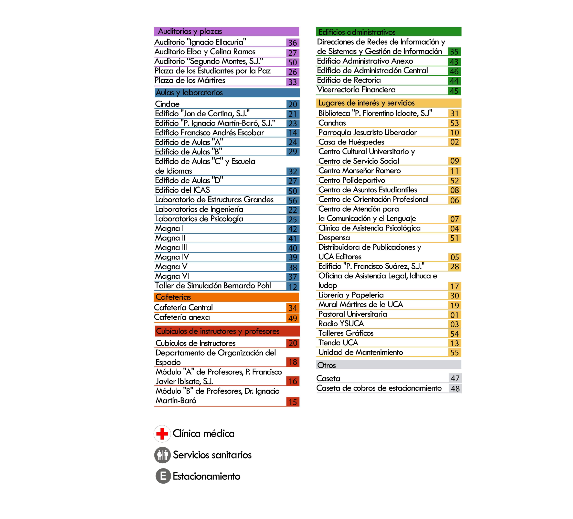 Auditorios y plazas
Auditorio "Ignacio Ellacuría" 36
Auditorio Elba y Celina Ramos 27
Auditorio "Segundo Montes, S.J." 50
Plaza de los Estudiantes por la Paz 26
Plaza de los Mártires 33
Aulas y laboratorios
Cindae 20
Edificio "Jon de Cortina, S.J." 21
Edificio "P. Ignacio Martín-Baró, S.J." 23
Edificio Francisco Andrés Escobar 14
Edificio de Aulas "A" 24
Edificio de Aulas "B" 29
Edificio de Aulas "C" y Escuela
de Idiomas 32
Edificio de Aulas "D" 27
Edificio del ICAS 50
Laboratorio de Estructuras Grandes 56
Laboratorios de Ingeniería 22
Laboratorios de Psicología 25
Magna I 42
Magna II 41
Magna III 40
Magna IV 39
Magna V 38
Magna VI 37
Taller de Simulación Bernardo Pohl 12
Cafeterías
Cafetería Central 34
Cafetería anexa 49
Cubículos de instructores y profesores
Cubículos de Instructores 20
Departamento de Organización del
Espacio 18
Módulo "A" de Profesores, P. Francisco
Javier Ibisate, S.J. 16
Módulo "B" de Profesores, Dr. Ignacio
Martín-Baró 15
Clínica médica
Servicios sanitarios
E Estacionamiento
Edificios administrativos
Direcciones de Redes de Información y
de Sistemas y Gestión de Información 35
Edificio Administrativo Anexo 43
Edificio de Administración Central 46
Edificio de Rectoría 44
Vicerrectoría Financiera 45
Lugares de interés y servicios
Biblioteca "P. Florentino Idoate, S.J" 31
Canchas 53
Parroquia Jesucristo Liberador 10
Casa de Huéspedes 02
Centro Cultural Universitario y
Centro de Servicio Social 09
Centro Monseñor Romero 11
Centro Polideportivo 52
Centro de Asuntos Estudiantiles 08
Centro de Orientación Profesional 06
Centro de Atención para
la Comunicación y el Lenguaje 07
Clínica de Asistencia Psicológica 04
Despensa 51
Distribuidora de Publicaciones y
UCA Editores 05
Edificio "P. Francisco Suárez, S.J." 28
Oficina de Asistencia Legal, Idhuca e
Iudop 17
Librería y Papelería 30
Mural Mártires de la UCA 19
Pastoral Universitaria 01
Radio YSUCA 03
Talleres Gráficos 54
Tienda UCA 13
Unidad de Mantenimiento 55
Otros
Caseta 47
Caseta de cobros de estacionamiento 48